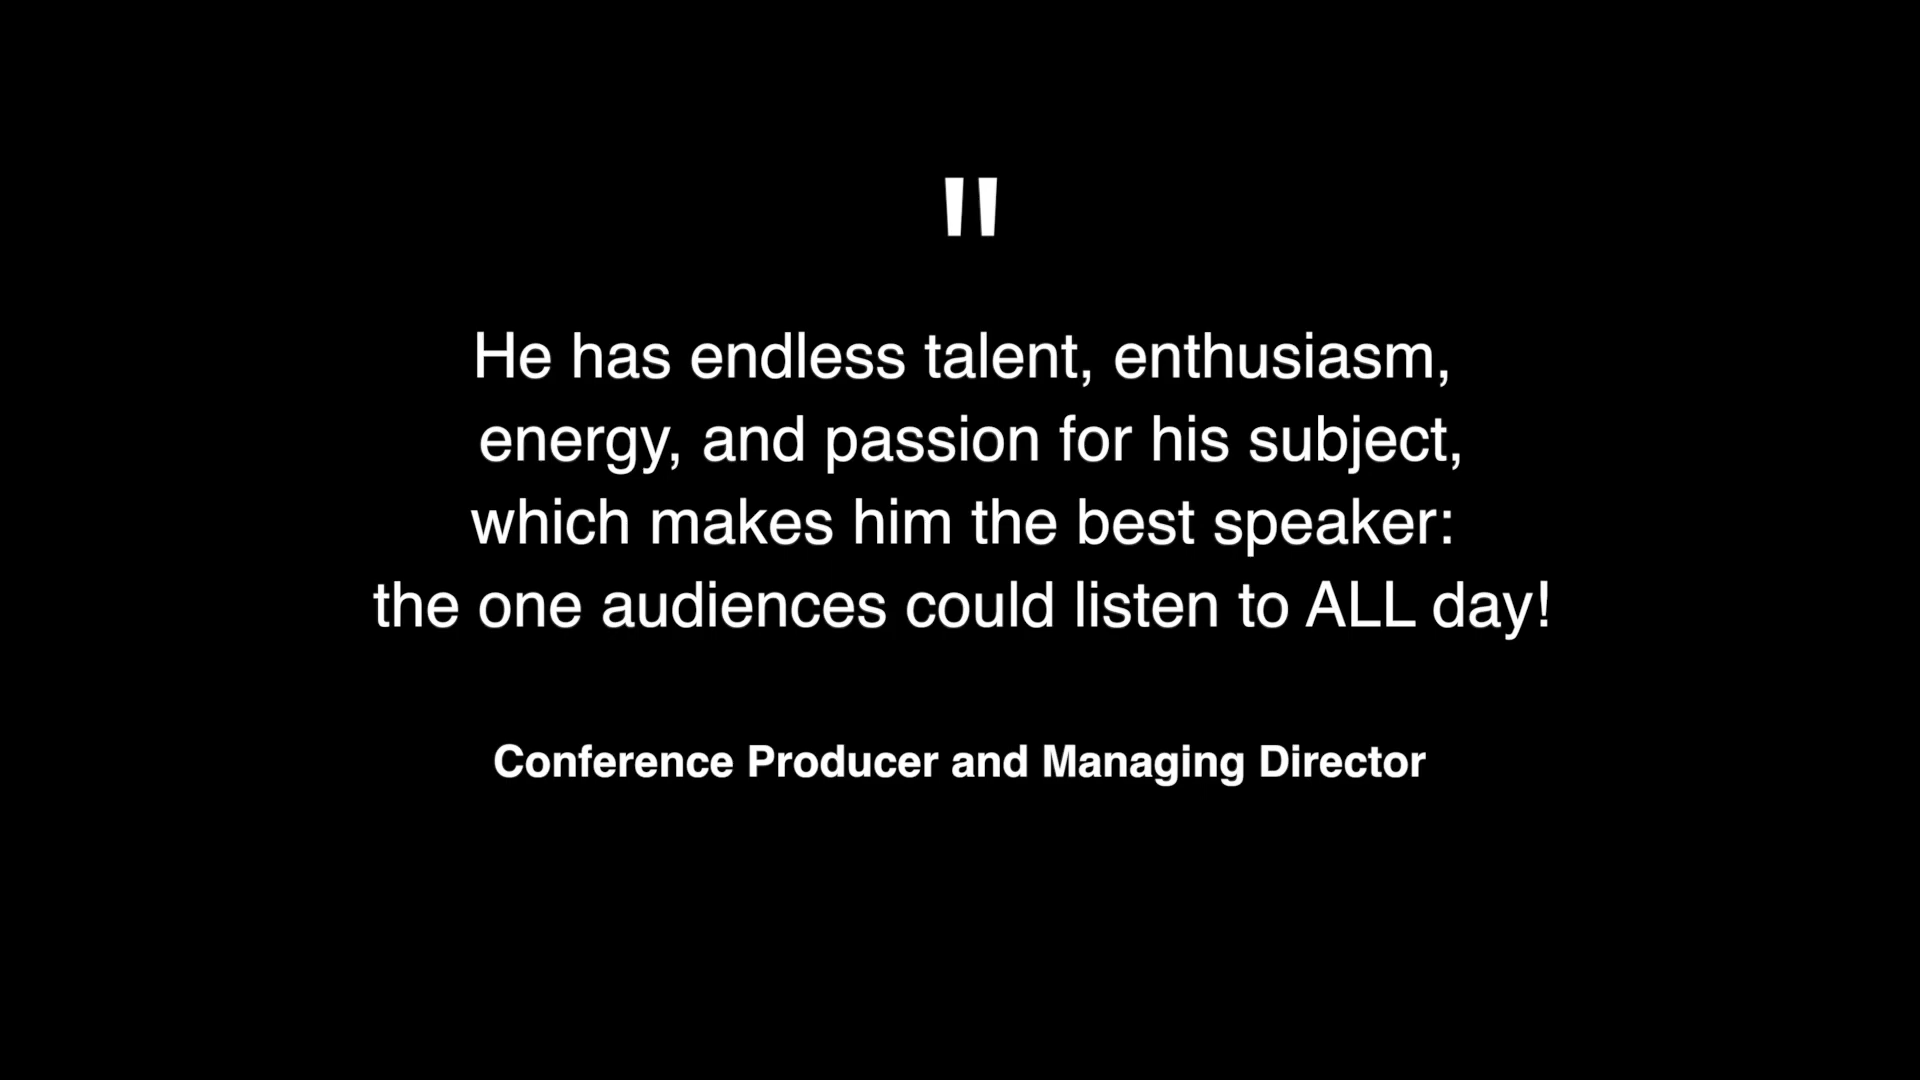 "
He has endless talent, enthusiasm,
energy, and passion for his subject,
which makes him the best speaker:
the one audiences could listen to ALL day!
Conference Producer and Managing Director